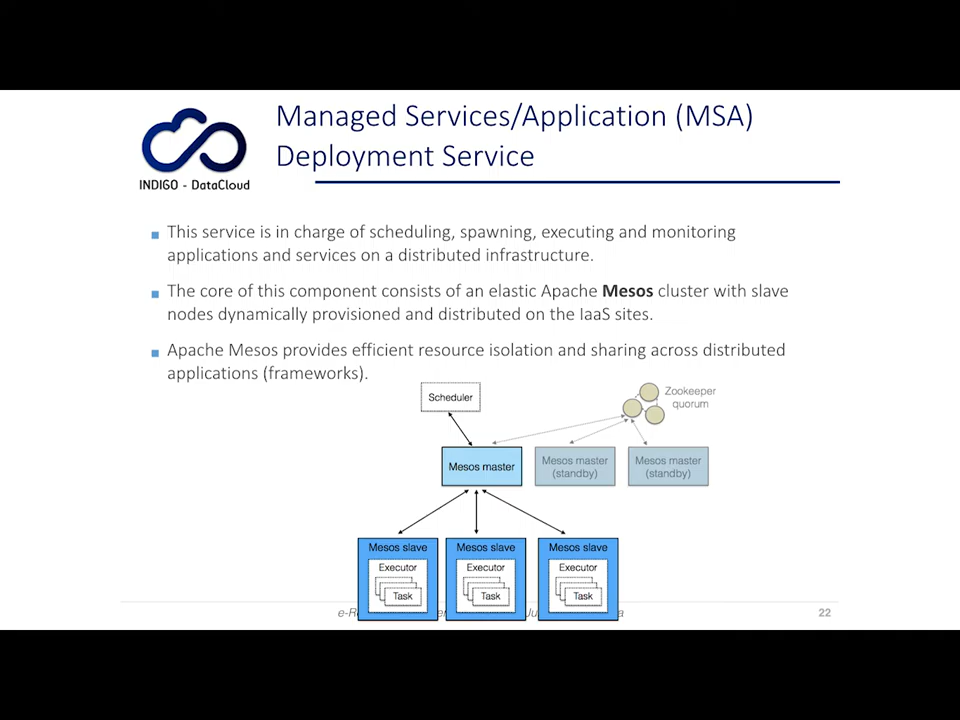 Managed Services/Application (MSA)
Deployment Service
INDIGO - DataCloud
This service is in charge of scheduling, spawning, executing and monitoring
applications and services on a distributed infrastructure.
The core of this component consists of an elastic Apache Mesos cluster with slave
nodes dynamically provisioned and distributed on the IaaS sites.
Apache Mesos provides efficient resource isolation and sharing across distributed
applications (frameworks).
Scheduler
Zookeeper
quorum
Mesos master
Mesos master
(standby)
Mesos master
(standby)
Mesos slave
Executor
Task
Mesos slave
Executor
Task
Mesos slave
Executor
Task
22